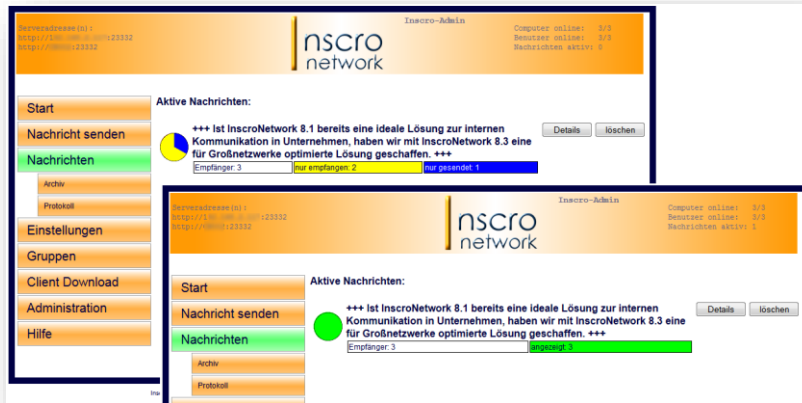 Inscro-Admin
Serveradresse(n):
http://1 :23332
http:// :23332
Computer online: 3/3
Benutzer online: 3/3
Nachrichten aktiv: 0
nscro
network
Start
Nachricht senden
Nachrichten
Archiv
Protokoll
Einstellungen
Gruppen
Client Download
Administration
Hilfe
Aktive Nachrichten:
+++ Ist InscroNetwork 8.1 bereits eine ideale Lösung zur internen
Kommunikation in Unternehmen, haben wir mit InscroNetwork 8.3 eine
für Großnetzwerke optimierte Lösung geschaffen. +++
Details löschen
Empfänger: 3 nur empfangen: 2 nur gesendet: 1
Inscro-Admin
Serveradresse(n):
http://1 :23332
http:// :23332
Computer online: 3/3
Benutzer online: 3/3
Nachrichten aktiv: 1
nscro
network
Start
Nachricht senden
Nachrichten
Archiv
Protokoll
Aktive Nachrichten:
+++ Ist InscroNetwork 8.1 bereits eine ideale Lösung zur internen
Kommunikation in Unternehmen, haben wir mit InscroNetwork 8.3 eine
für Großnetzwerke optimierte Lösung geschaffen. +++
Details löschen
Empfänger: 3 angezeigt: 3